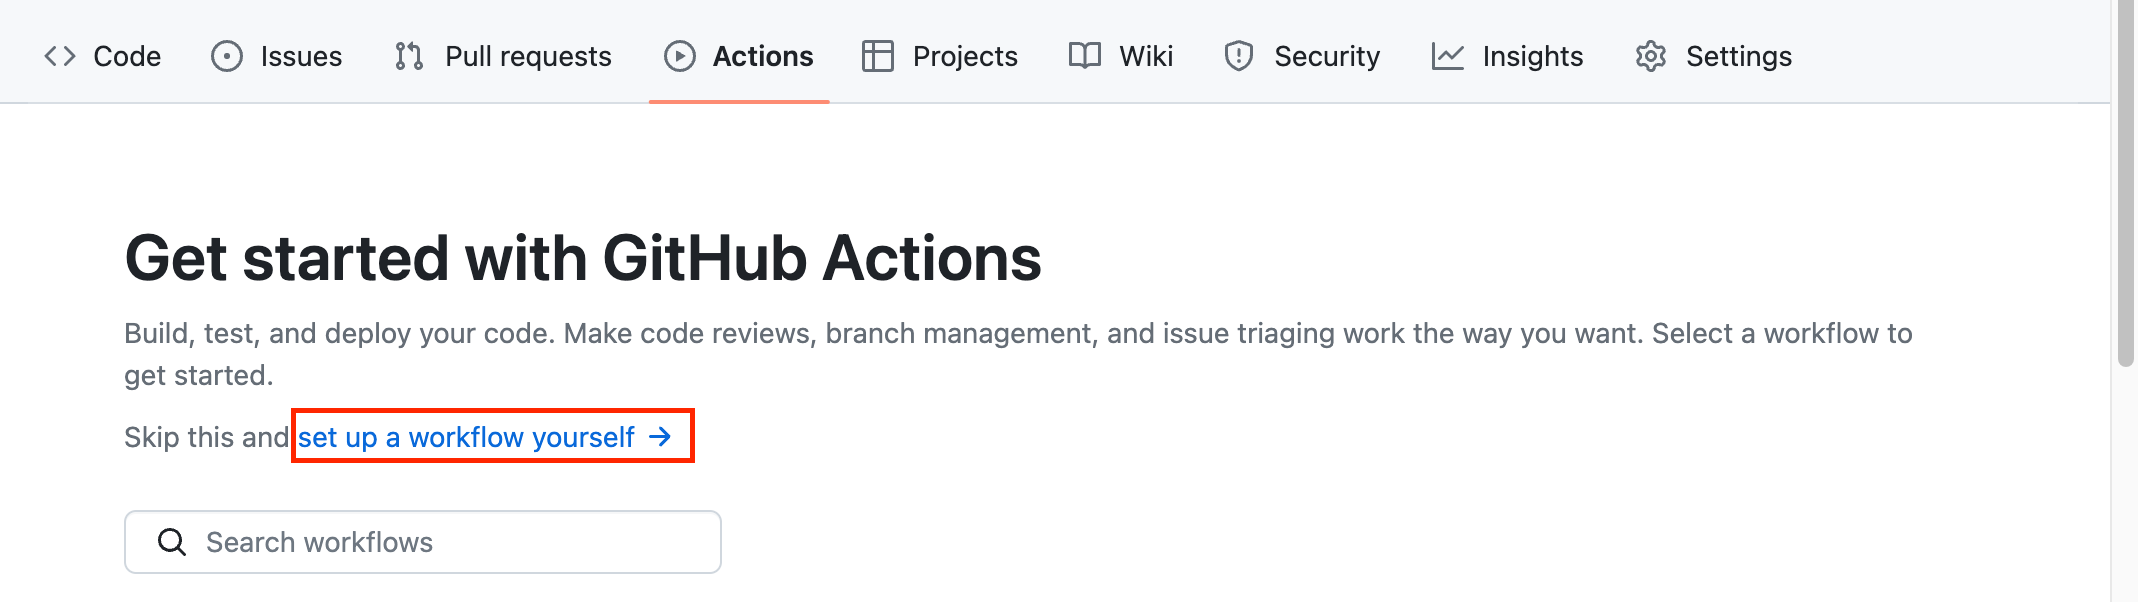 Code Issues Pull requests Actions Projects Wiki Security Insights Settings
Get started with GitHub Actions
Build, test, and deploy your code. Make code reviews, branch management, and issue triaging work the way you want. Select a workflow to
get started.
Skip this and set up a workflow yourself →
Search workflows